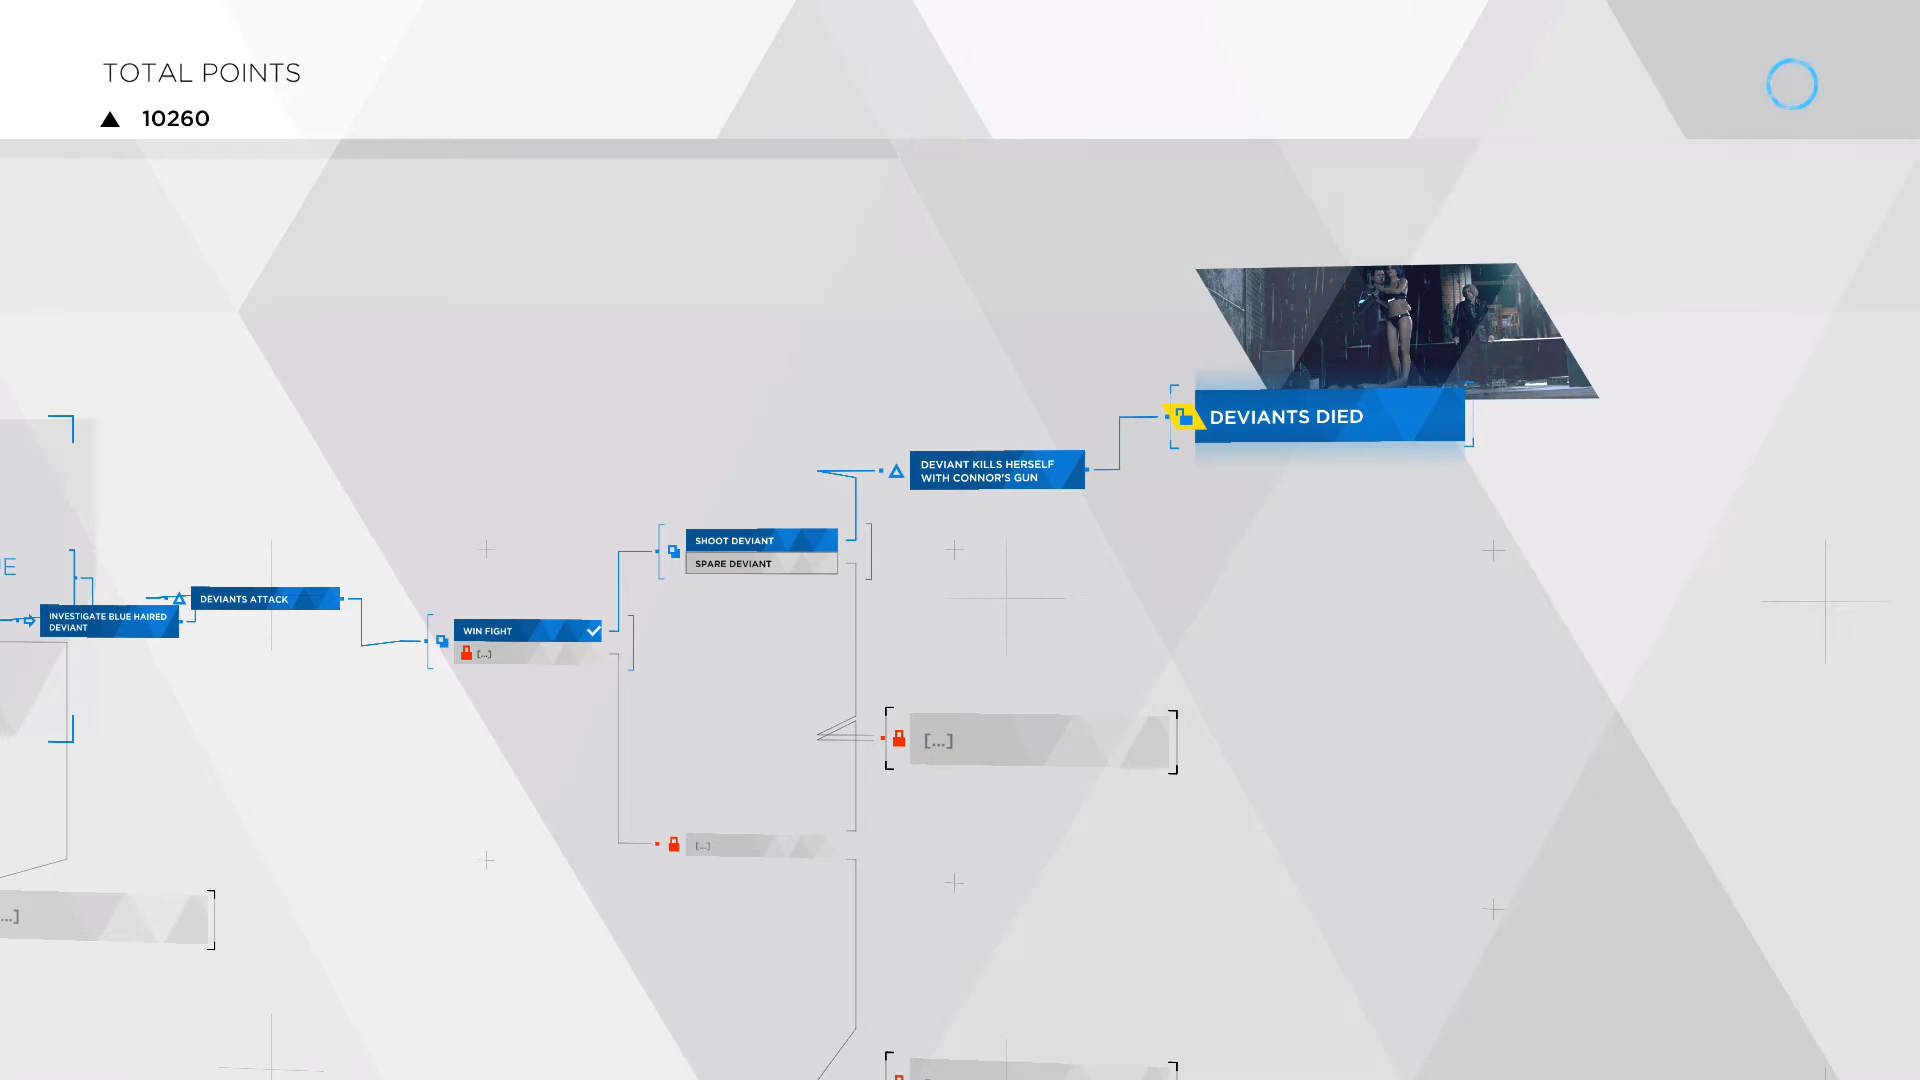 TOTAL POINTS
10260
DEVIANTS DIED
DEVIANT KILLS HERSELF
WITH CONNOR'S GUN
SHOOT DEVIANT
SPARE DEVIANT
E
DEVIANTS ATTACK
INVESTIGATE BLUE HAIRED
DEVIANT
WIN FIGHT
[...]
[...]
[...]
...]